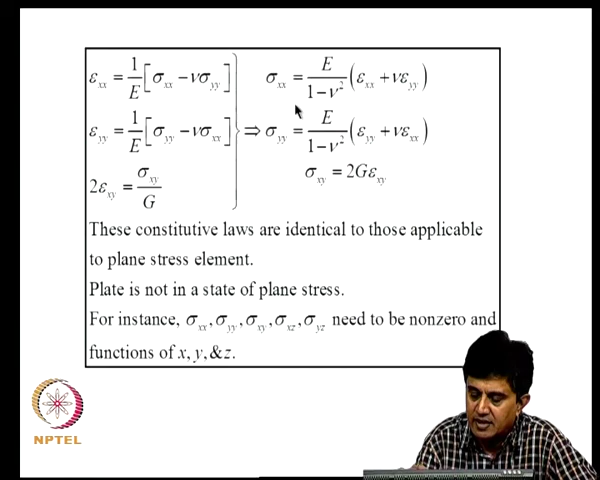 ε_xx = 1/E [σ_xx − νσ_yy] } σ_xx = E/(1−ν²) (ε_xx + νε_yy)
ε_yy = 1/E [σ_yy − νσ_xx] } ⇒ σ_yy = E/(1−ν²) (ε_yy + νε_xx)
2ε_xy = σ_xy/G } σ_xy = 2Gε_xy
These constitutive laws are identical to those applicable
to plane stress element.
Plate is not in a state of plane stress.
For instance, σ_xx, σ_yy, σ_xy, σ_xz, σ_yz need to be nonzero and
functions of x, y, & z.
NPTEL